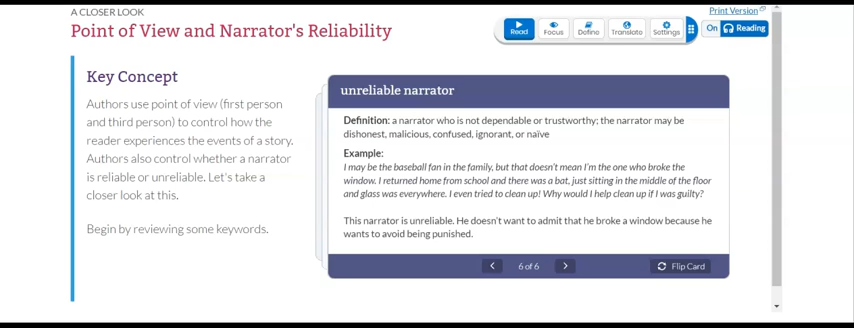 A CLOSER LOOK
Point of View and Narrator's Reliability
Print Version
Read
Focus
Define
Translate
Settings
On
Reading
Key Concept
Authors use point of view (first person
and third person) to control how the
reader experiences the events of a story.
Authors also control whether a narrator
is reliable or unreliable. Let's take a
closer look at this.
Begin by reviewing some keywords.
unreliable narrator
Definition: a narrator who is not dependable or trustworthy; the narrator may be
dishonest, malicious, confused, ignorant, or naïve
Example:
I may be the baseball fan in the family, but that doesn't mean I'm the one who broke the
window. I returned home from school and there was a bat, just sitting in the middle of the floor
and glass was everywhere. I even tried to clean up! Why would I help clean up if I was guilty?
This narrator is unreliable. He doesn't want to admit that he broke a window because he
wants to avoid being punished.
6 of 6
Flip Card